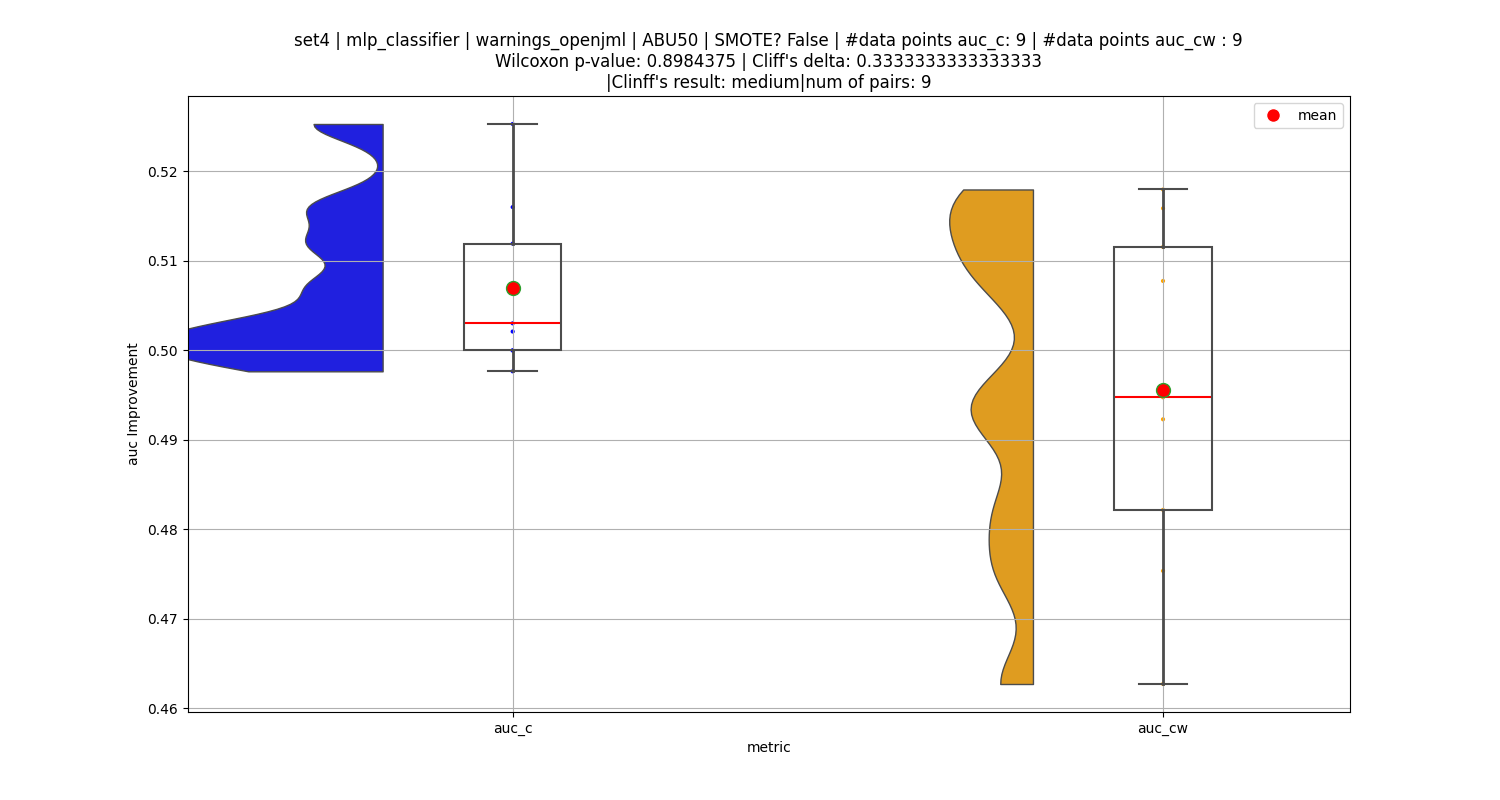 set4 | mlp_classifier | warnings_openjml | ABU50 | SMOTE? False | #data points auc_c: 9 | #data points auc_cw : 9
Wilcoxon p-value: 0.8984375 | Cliff's delta: 0.3333333333333333
|Clinff's result: medium|num of pairs: 9
mean
0.52
0.51
0.50
0.49
0.48
0.47
0.46
auc Improvement
auc_c
auc_cw
metric